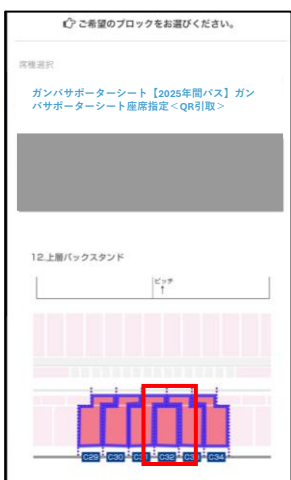 ご希望のブロックをお選びください。
席種選択
ガンバサポーターシート【2025年間パス】ガン
バサポーターシート座席指定＜QR引取＞
12.上層バックスタンド
ピッチ
↑
C29 C30 C31 C32 C33 C34